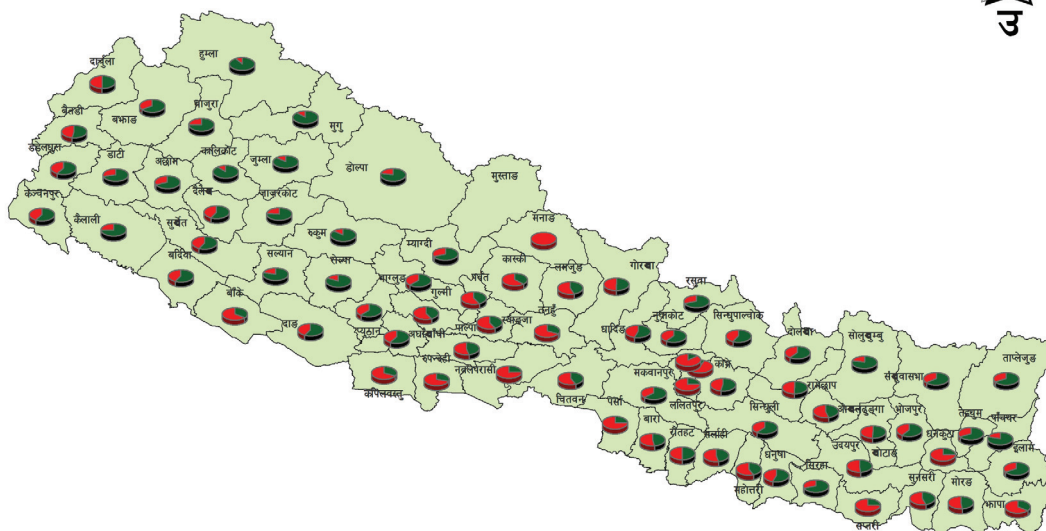 उ
हुम्ला
दार्चुला
बझाङ
बाजुरा
मुगु
बैतडी
डडेलधुरा
डोटी
अछाम
कालिकोट
जुम्ला
डोल्पा
मुस्ताङ
कैलाली
सुर्खेत
दैलेख
जाजरकोट
रुकुम
म्याग्दी
मनाङ
बर्दिया
सल्यान
रोल्पा
बागलुङ
पर्वत
कास्की
लमजुङ
गोरखा
रसुवा
बाँके
दाङ
प्यूठान
गुल्मी
अर्घाखाँची
पाल्पा
स्याङ्जा
तनहुँ
धादिङ
नुवाकोट
सिन्धुपाल्चोक
दोलखा
सोलुखुम्बु
संखुवासभा
ताप्लेजुङ
कपिलवस्तु
रुपन्देही
नवलपरासी
चितवन
मकवानपुर
ललितपुर
काभ्रे
रामेछाप
पर्सा
बारा
रौतहट
सर्लाही
सिन्धुली
ओखलढुङ्गा
भोजपुर
धनकुटा
तेह्रथुम
पाँचथर
महोत्तरी
धनुषा
सिरहा
उदयपुर
खोटाङ
इलाम
सप्तरी
सुनसरी
मोरङ
झापा